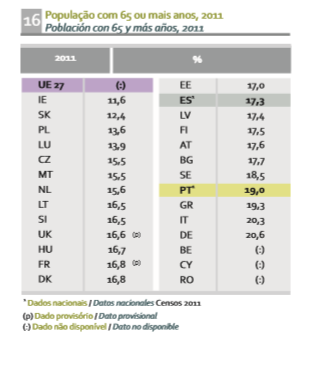 16 População com 65 ou mais anos, 2011
Población con 65 y más años, 2011
2011 %
UE 27 (:)
IE 11,6
SK 12,4
PL 13,6
LU 13,9
CZ 15,5
MT 15,5
NL 15,6
LT 16,5
SI 16,5
UK 16,6 (p)
HU 16,7
FR 16,8 (p)
DK 16,8
EE 17,0
ES* 17,3
LV 17,4
FI 17,5
AT 17,6
BG 17,7
SE 18,5
PT* 19,0
GR 19,3
IT 20,3
DE 20,6
BE (:)
CY (:)
RO (:)
* Dados nacionais / Datos nacionales Censos 2011
(p) Dado provisório / Dato provisional
(:) Dado não disponível / Dato no disponible